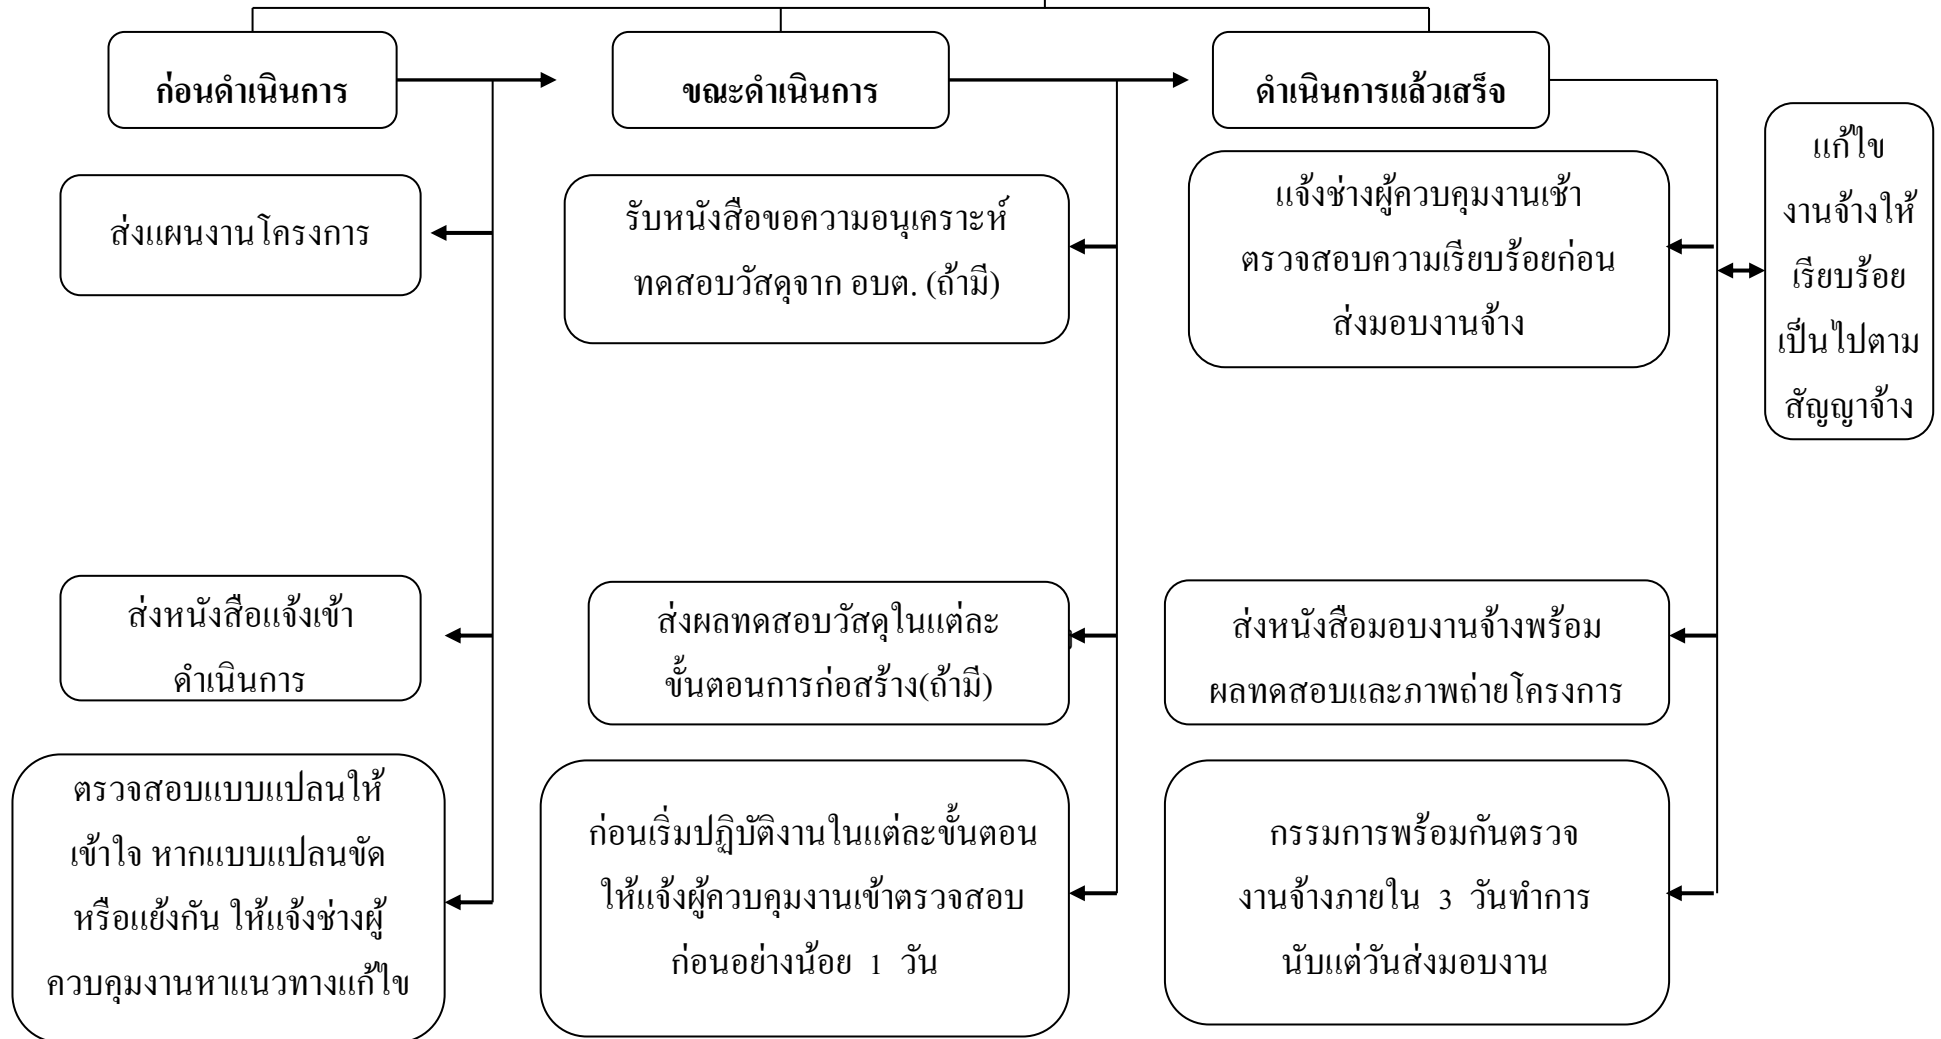 ก่อนดำเนินการ
ขณะดำเนินการ
ดำเนินการแล้วเสร็จ
ส่งแผนงานโครงการ
ส่งหนังสือแจ้งเข้า
ดำเนินการ
ตรวจสอบแบบแปลนให้
เข้าใจ หากแบบแปลนขัด
หรือแย้งกัน ให้แจ้งช่างผู้
ควบคุมงานหาแนวทางแก้ไข
รับหนังสือขอความอนุเคราะห์
ทดสอบวัสดุจาก อบต. (ถ้ามี)
ส่งผลทดสอบวัสดุในแต่ละ
ขั้นตอนการก่อสร้าง(ถ้ามี)
ก่อนเริ่มปฏิบัติงานในแต่ละขั้นตอน
ให้แจ้งผู้ควบคุมงานเข้าตรวจสอบ
ก่อนอย่างน้อย 1 วัน
แจ้งช่างผู้ควบคุมงานเช้า
ตรวจสอบความเรียบร้อยก่อน
ส่งมอบงานจ้าง
ส่งหนังสือมอบงานจ้างพร้อม
ผลทดสอบและภาพถ่ายโครงการ
กรรมการพร้อมกันตรวจ
งานจ้างภายใน 3 วันทำการ
นับแต่วันส่งมอบงาน
แก้ไข
งานจ้างให้
เรียบร้อย
เป็นไปตาม
สัญญาจ้าง